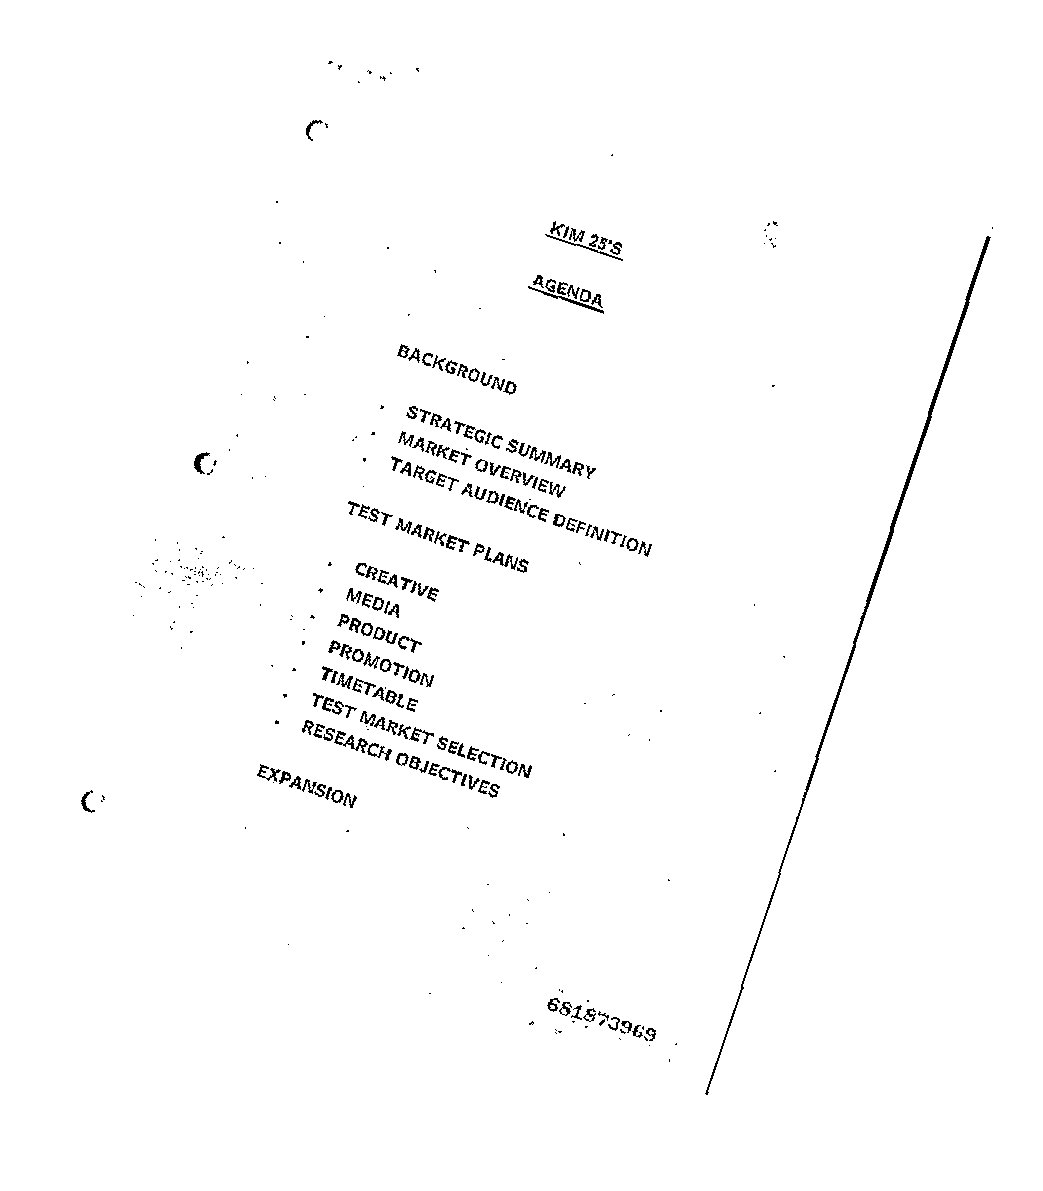 KIM 25'S
AGENDA
BACKGROUND
· STRATEGIC SUMMARY
· MARKET OVERVIEW
· TARGET AUDIENCE DEFINITION
TEST MARKET PLANS
· CREATIVE
· MEDIA
· PRODUCT
· PROMOTION
· TIMETABLE
· TEST MARKET SELECTION
· RESEARCH OBJECTIVES
EXPANSION
681873969